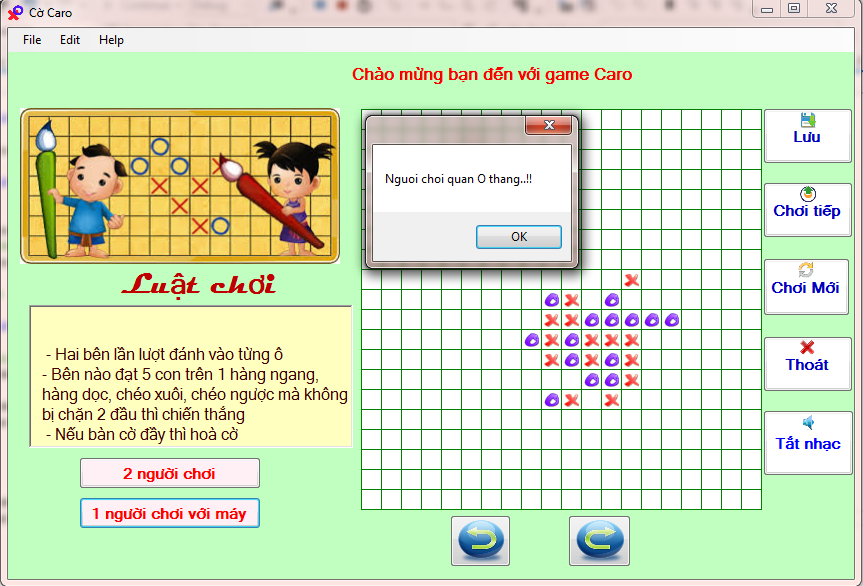 Cờ Caro
File Edit Help
Chào mừng bạn đến với game Caro
Nguoi choi quan O thang..!!
OK
Luật chơi
- Hai bên lần lượt đánh vào từng ô
- Bên nào đạt 5 con trên 1 hàng ngang,
hàng dọc, chéo xuôi, chéo ngược mà không
bị chặn 2 đầu thì chiến thắng
- Nếu bàn cờ đầy thì hoà cờ
2 người chơi
1 người chơi với máy
Lưu
Chơi tiếp
Chơi Mới
Thoát
Tắt nhạc